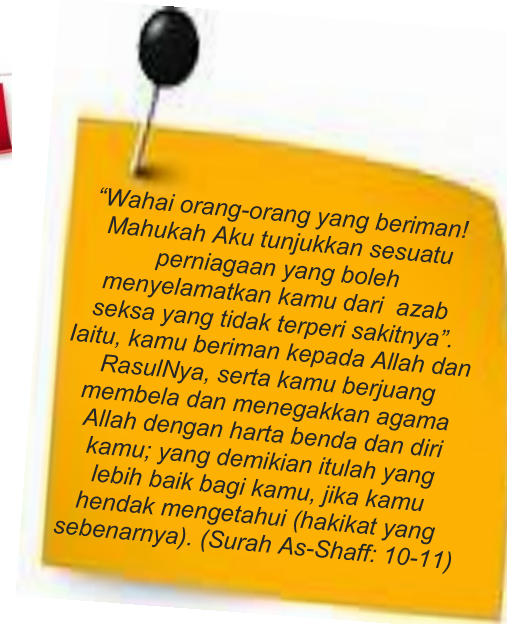 “Wahai orang-orang yang beriman!
Mahukah Aku tunjukkan sesuatu
perniagaan yang boleh
menyelamatkan kamu dari azab
seksa yang tidak terperi sakitnya”.
Iaitu, kamu beriman kepada Allah dan
RasulNya, serta kamu berjuang
membela dan menegakkan agama
Allah dengan harta benda dan diri
kamu; yang demikian itulah yang
lebih baik bagi kamu, jika kamu
hendak mengetahui (hakikat yang
sebenarnya). (Surah As-Shaff: 10-11)